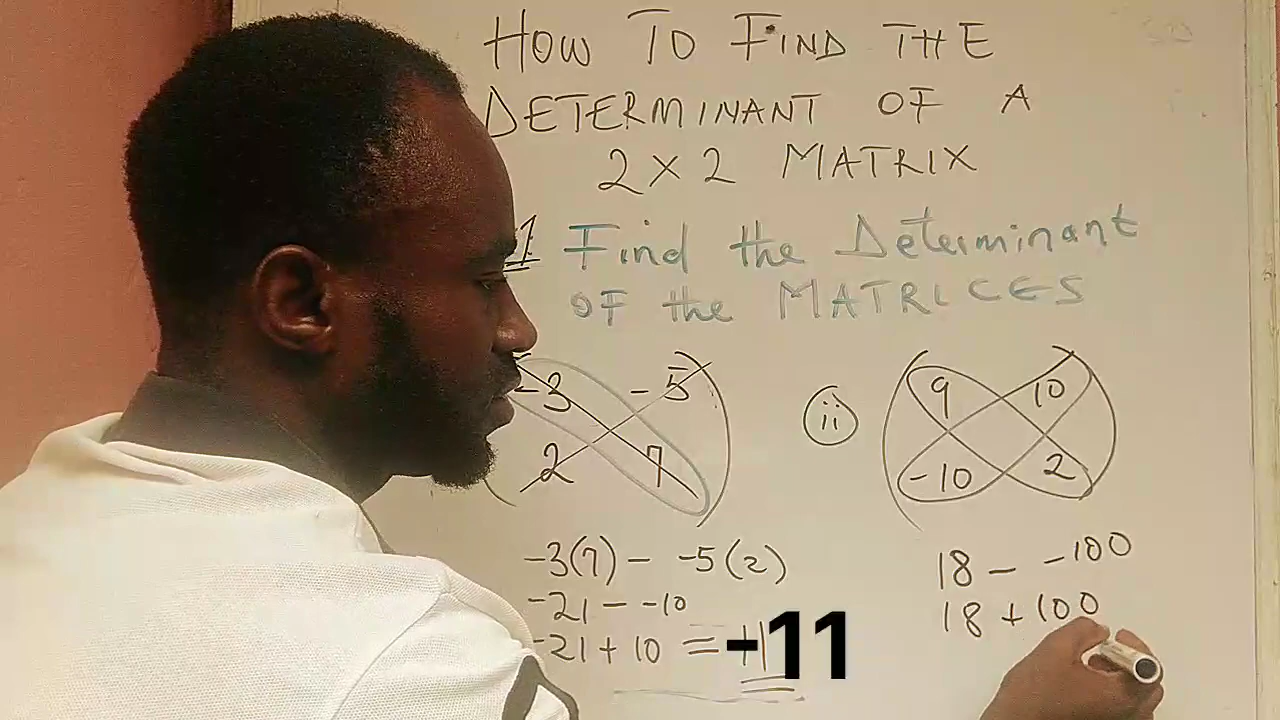 HOW TO FIND THE
DETERMINANT OF A
2 X 2 MATRIX
1 Find the Determinant
OF the MATRICES
-3 -5
2 7
ii
9 10
-10 2
-3(7) - -5(2)
-21 - -10
-21 + 10 =
-11
18 - -100
18 + 100